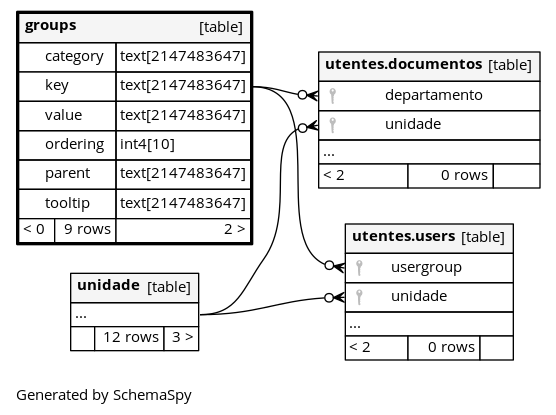 groups [table]
category text[2147483647]
key text[2147483647]
value text[2147483647]
ordering int4[10]
parent text[2147483647]
tooltip text[2147483647]
< 0 9 rows 2 >
utentes.documentos [table]
departamento
unidade
...
< 2 0 rows
utentes.users [table]
usergroup
unidade
...
< 2 0 rows
unidade [table]
...
12 rows 3 >
Generated by SchemaSpy